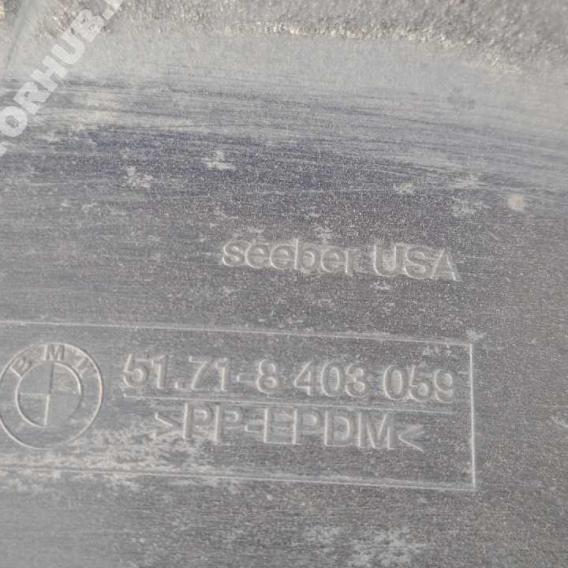 seeber USA
BMW
51.71-8 403 059
>PP-EPDM<